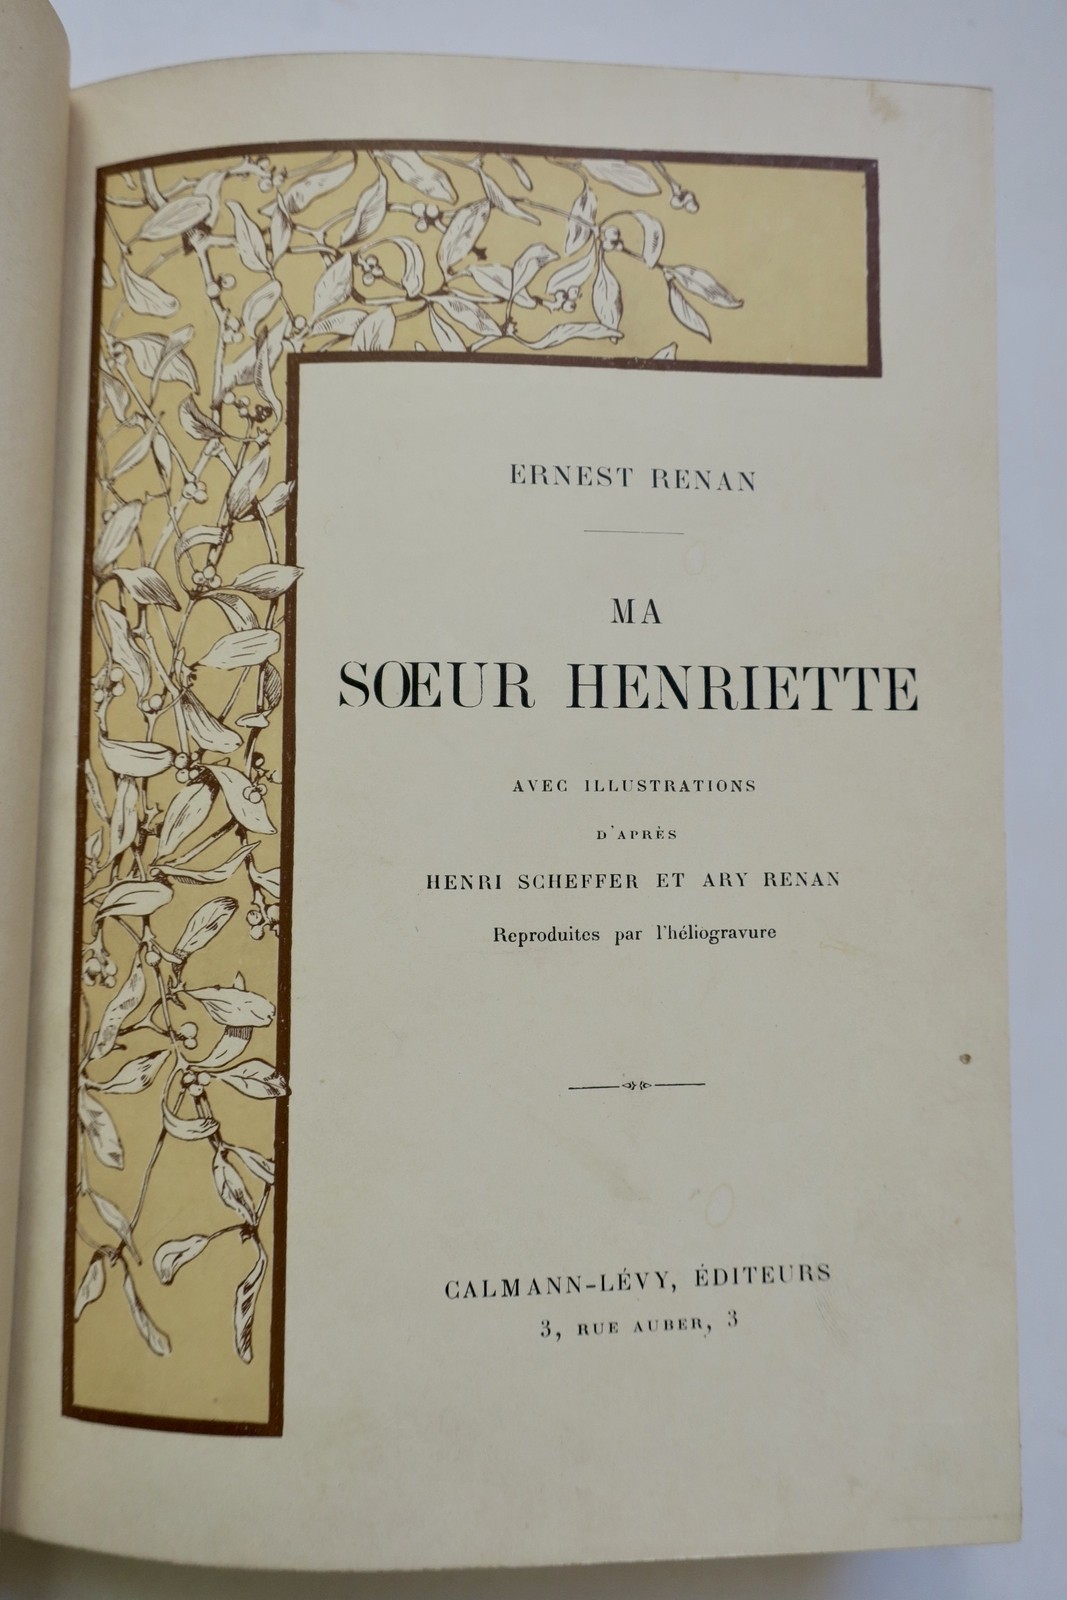 ERNEST RENAN
MA
SŒUR HENRIETTE
AVEC ILLUSTRATIONS
D'APRÈS
HENRI SCHEFFER ET ARY RENAN
Reproduites par l'héliogravure
CALMANN-LÉVY, ÉDITEURS
3, RUE AUBER, 3